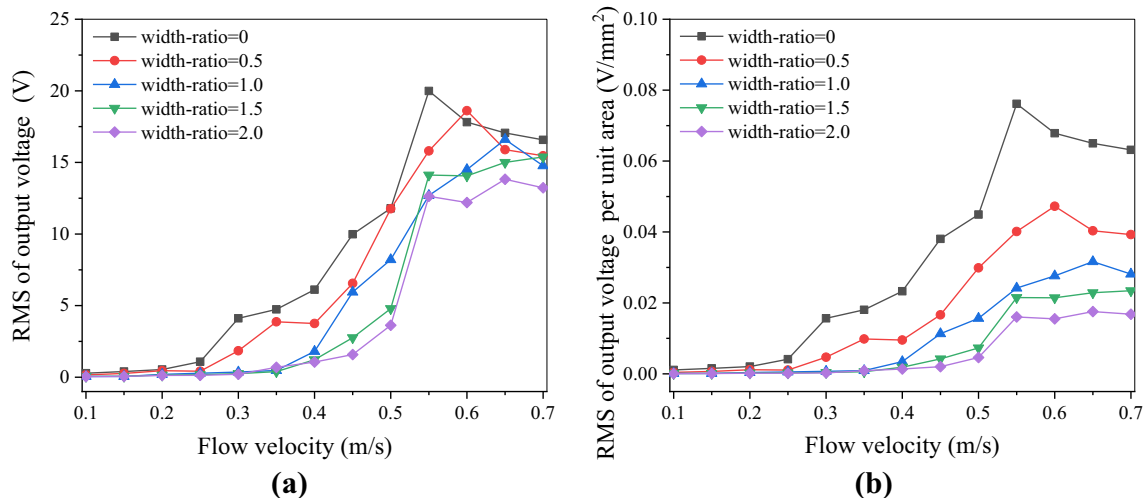 RMS of output voltage (V)
25
20
15
10
5
0
width-ratio=0
width-ratio=0.5
width-ratio=1.0
width-ratio=1.5
width-ratio=2.0
0.1 0.2 0.3 0.4 0.5 0.6 0.7
Flow velocity (m/s)
(a)
RMS of output voltage per unit area (V/mm²)
0.10
0.08
0.06
0.04
0.02
0.00
width-ratio=0
width-ratio=0.5
width-ratio=1.0
width-ratio=1.5
width-ratio=2.0
0.1 0.2 0.3 0.4 0.5 0.6 0.7
Flow velocity (m/s)
(b)